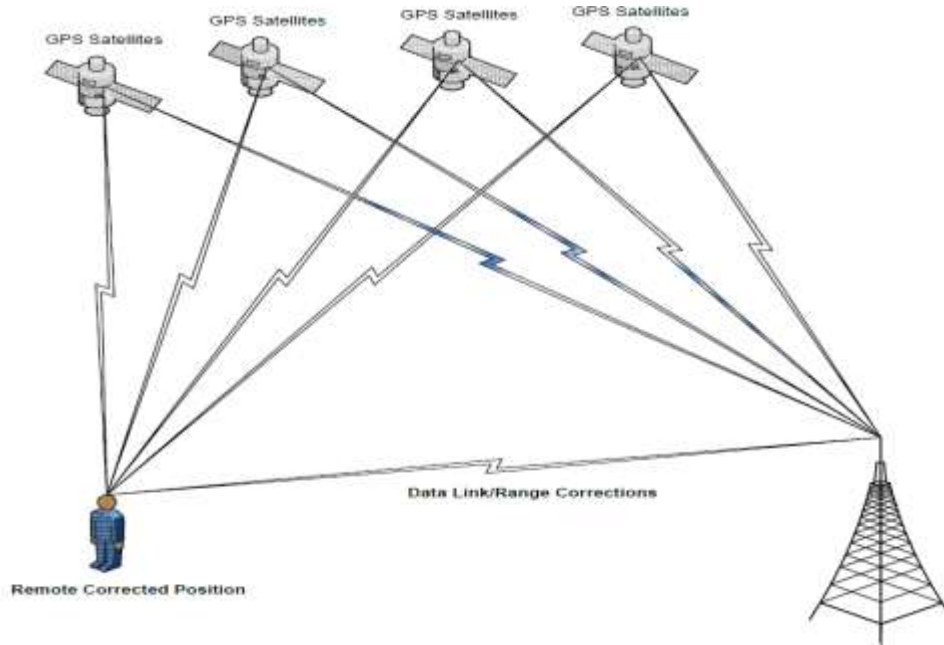 GPS Satellites
GPS Satellites
GPS Satellites
GPS Satellites
Data Link/Range Corrections
Remote Corrected Position